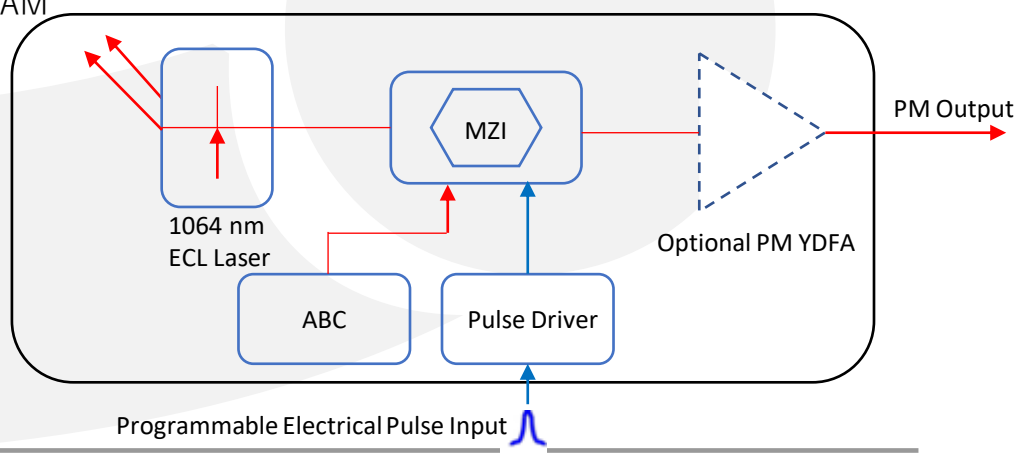 AM
MZI
PM Output
1064 nm
ECL Laser
Optional PM YDFA
ABC
Pulse Driver
Programmable Electrical Pulse Input